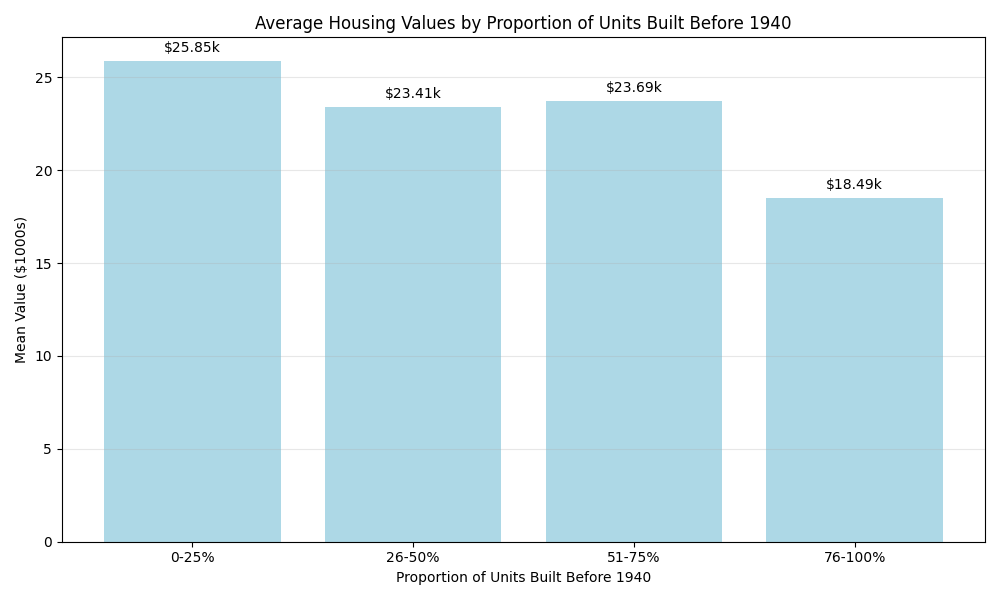 Average Housing Values by Proportion of Units Built Before 1940
$25.85k
$23.41k
$23.69k
$18.49k
25
20
15
10
5
0
Mean Value ($1000s)
0-25%
26-50%
51-75%
76-100%
Proportion of Units Built Before 1940